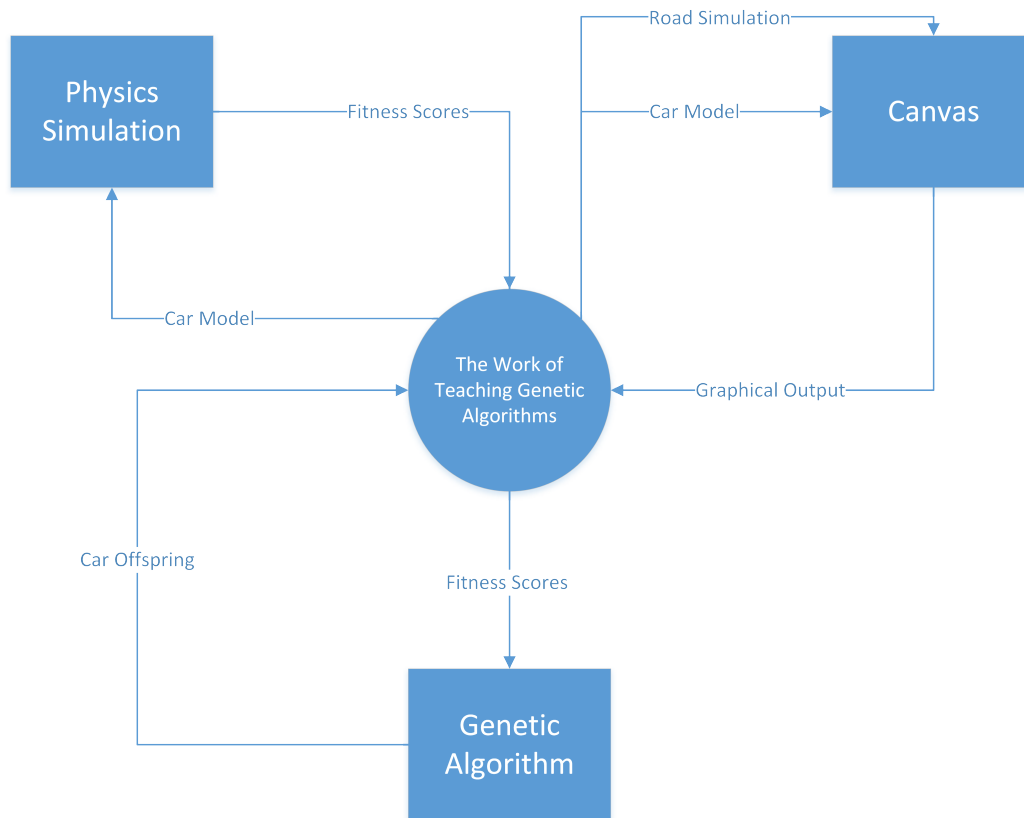 Road Simulation
Physics
Simulation
Fitness Scores
Car Model
Canvas
Car Model
The Work of
Teaching Genetic
Algorithms
Graphical Output
Car Offspring
Fitness Scores
Genetic
Algorithm